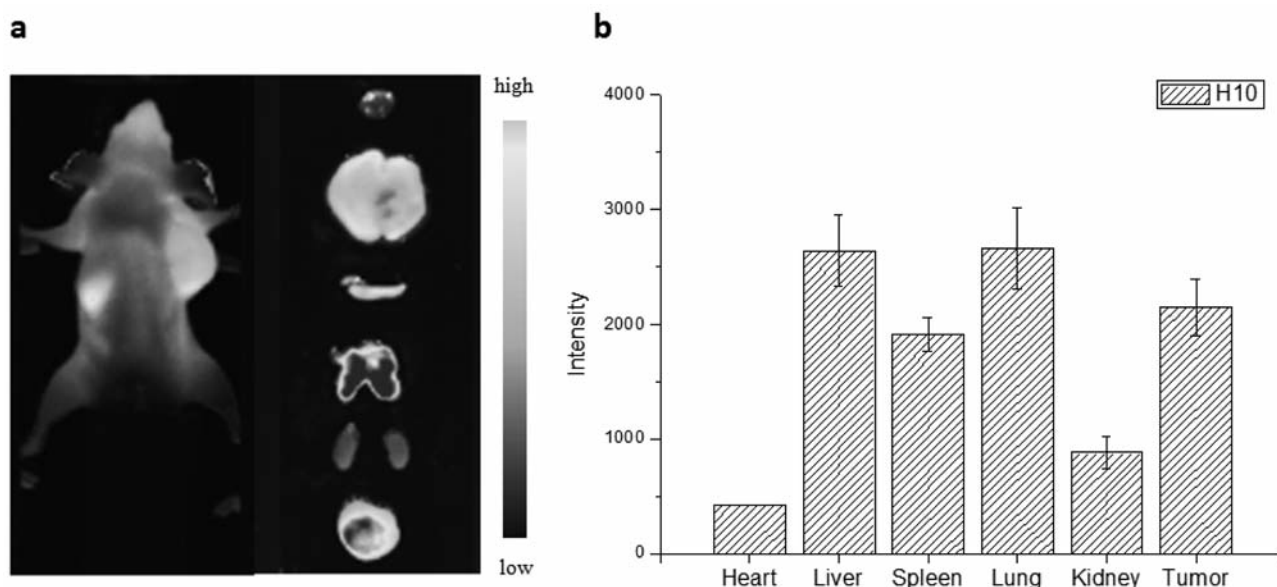 a
high
low
b
H10
4000
3000
2000
1000
0
Intensity
Heart Liver Spleen Lung Kidney Tumor